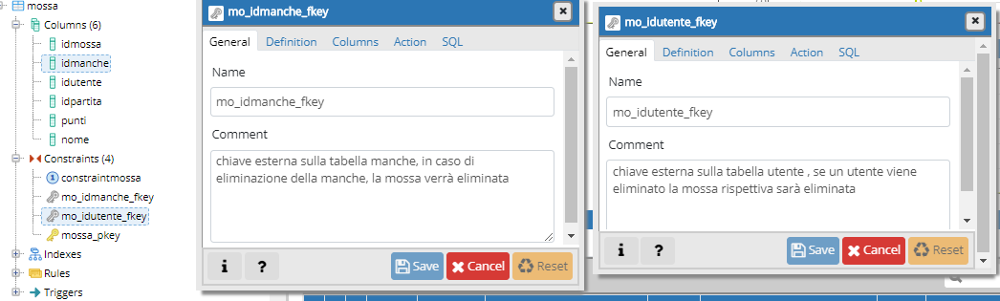 mossa
Columns (6)
idmossa
idmanche
idutente
idpartita
punti
nome
Constraints (4)
constraintmossa
mo_idmanche_fkey
mo_idutente_fkey
mossa_pkey
Indexes
Rules
Triggers
mo_idmanche_fkey
General Definition Columns Action SQL
Name
mo_idmanche_fkey
Comment
chiave esterna sulla tabella manche, in caso di
eliminazione della manche, la mossa verrà eliminata
i ? Save Cancel Reset
mo_idutente_fkey
General Definition Columns Action SQL
Name
mo_idutente_fkey
Comment
chiave esterna sulla tabella utente , se un utente viene
eliminato la mossa rispettiva sarà eliminata
i ? Save Cancel Reset